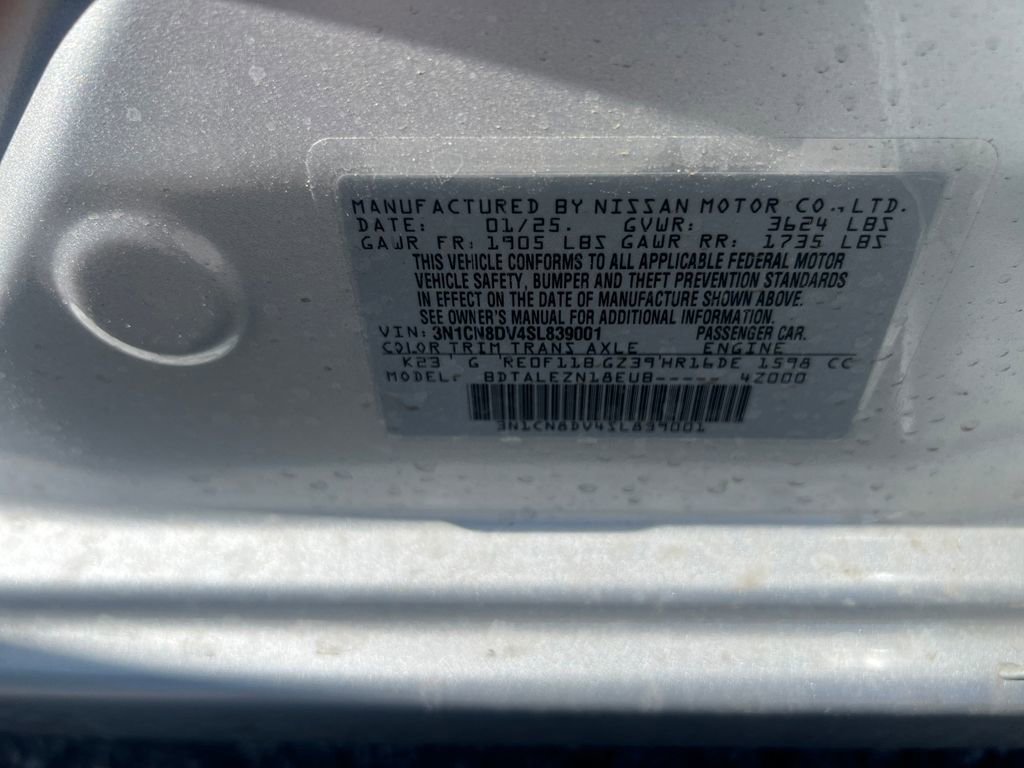 MANUFACTURED BY NISSAN MOTOR CO., LTD.
DATE: 01/25. GVWR: 3624 LBS
GAWR FR: 1905 LBS GAWR RR: 1735 LBS
THIS VEHICLE CONFORMS TO ALL APPLICABLE FEDERAL MOTOR
VEHICLE SAFETY, BUMPER AND THEFT PREVENTION STANDARDS
IN EFFECT ON THE DATE OF MANUFACTURE SHOWN ABOVE.
SEE OWNER'S MANUAL FOR ADDITIONAL INFORMATION.
VIN: 3N1CN8DV4SL839001 PASSENGER CAR.
COLOR TRIM TRANS AXLE ENGINE
K23 G RE0F11B GZ39 HR16DE 1598 CC
MODEL: BDTALEZN18EUB----- 4Z000
3N1CN8DV4SL839001